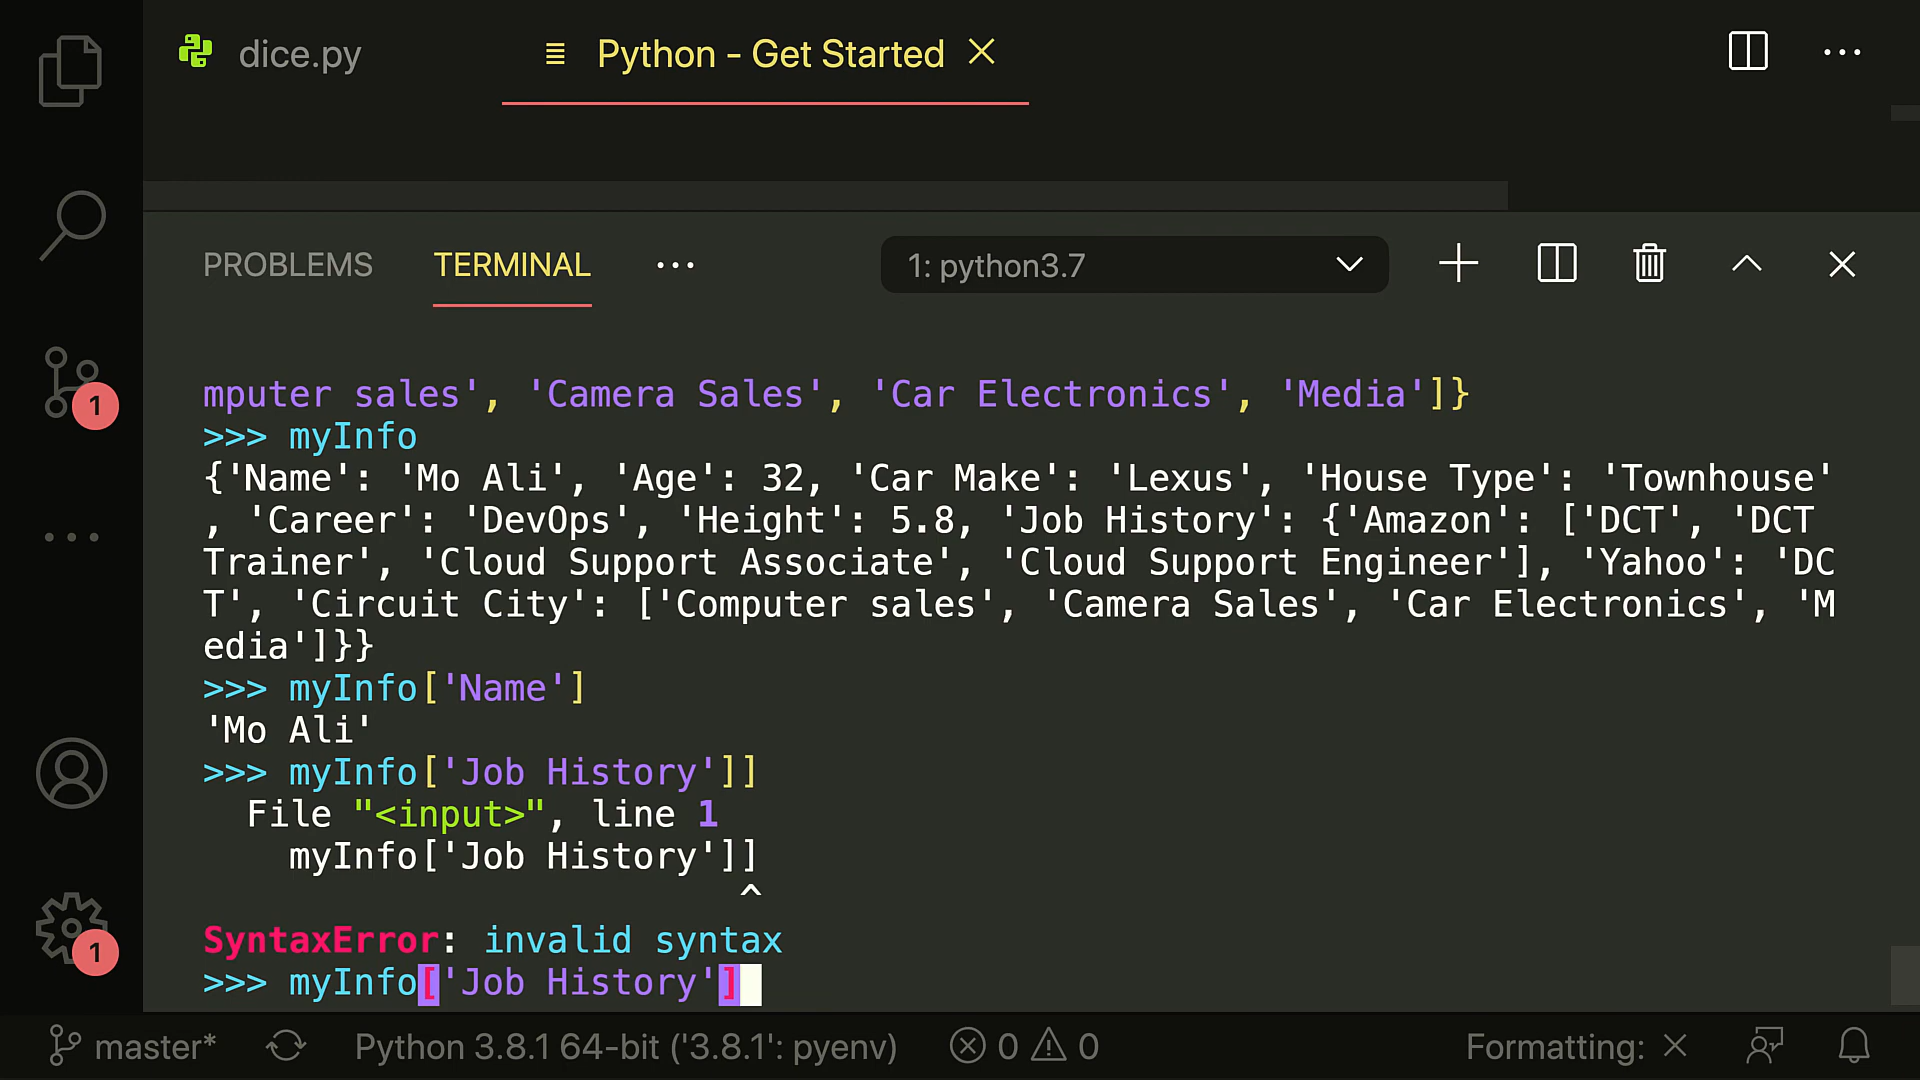 dice.py
Python - Get Started
PROBLEMS TERMINAL 1: python3.7
mputer sales', 'Camera Sales', 'Car Electronics', 'Media']}
>>> myInfo
{'Name': 'Mo Ali', 'Age': 32, 'Car Make': 'Lexus', 'House Type': 'Townhouse'
, 'Career': 'DevOps', 'Height': 5.8, 'Job History': {'Amazon': ['DCT', 'DCT
Trainer', 'Cloud Support Associate', 'Cloud Support Engineer'], 'Yahoo': 'DC
T', 'Circuit City': ['Computer sales', 'Camera Sales', 'Car Electronics', 'M
edia']}}
>>> myInfo['Name']
'Mo Ali'
>>> myInfo['Job History']]
  File "<input>", line 1
    myInfo['Job History']]
                         ^
SyntaxError: invalid syntax
>>> myInfo['Job History']
1
1
master* Python 3.8.1 64-bit ('3.8.1': pyenv) 0 0 Formatting: ×